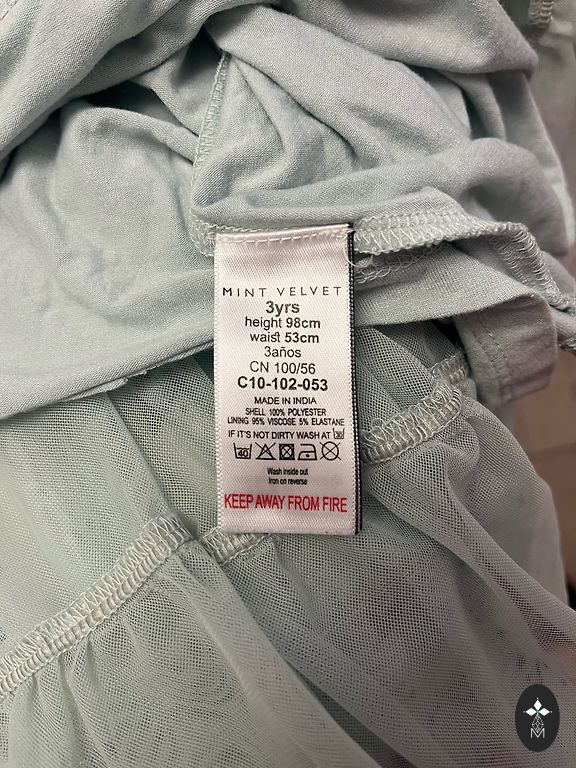 MINT VELVET
3yrs
height 98cm
waist 53cm
3años
CN 100/56
C10-102-053
MADE IN INDIA
SHELL 100% POLYESTER
LINING 95% VISCOSE 5% ELASTANE
IF IT'S NOT DIRTY WASH AT 30
40
Wash inside out
Iron on reverse
KEEP AWAY FROM FIRE
M